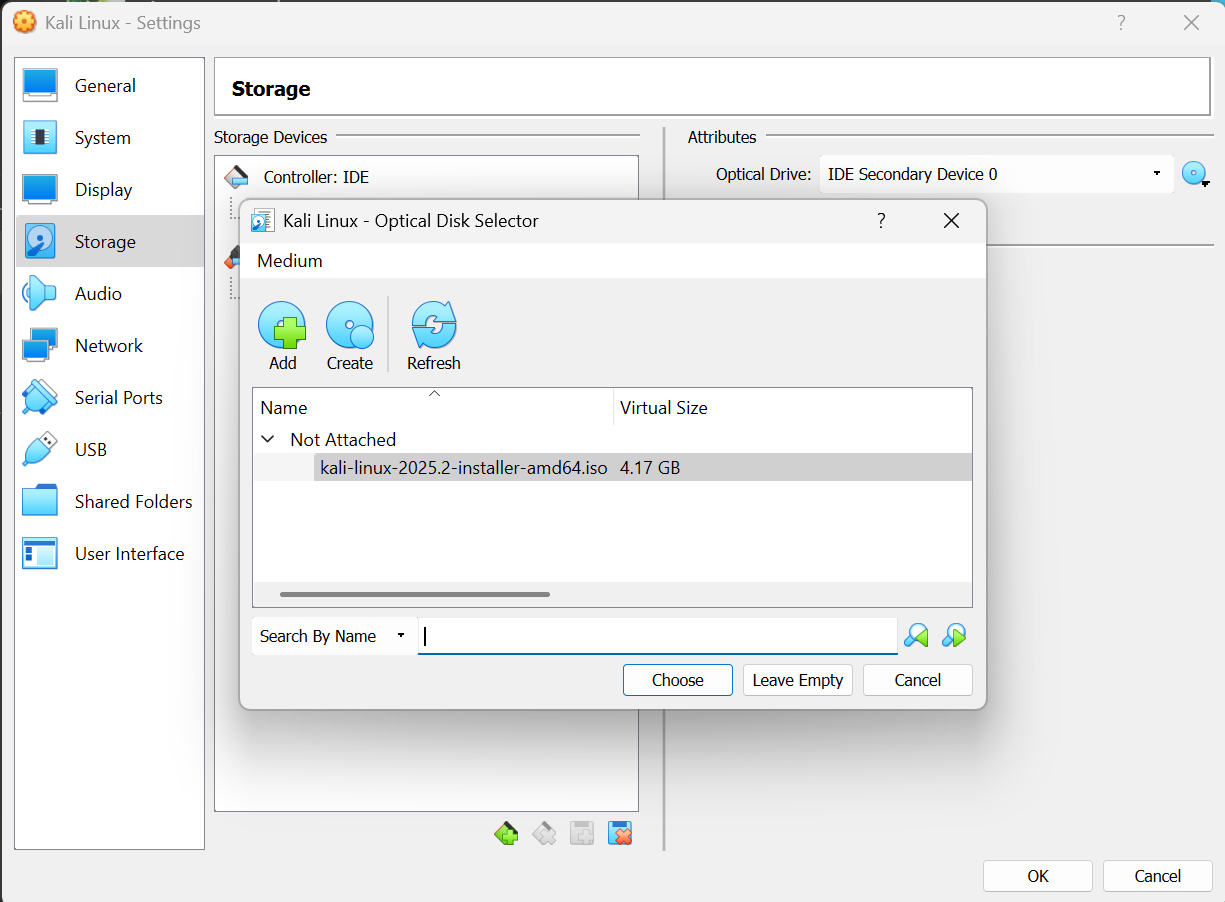 Kali Linux - Settings
?
General
System
Display
Storage
Audio
Network
Serial Ports
USB
Shared Folders
User Interface
Storage
Storage Devices
Controller: IDE
Attributes
Optical Drive: IDE Secondary Device 0
Kali Linux - Optical Disk Selector
?
Medium
Add Create Refresh
Name Virtual Size
Not Attached
kali-linux-2025.2-installer-amd64.iso 4.17 GB
Search By Name
Choose Leave Empty Cancel
OK Cancel